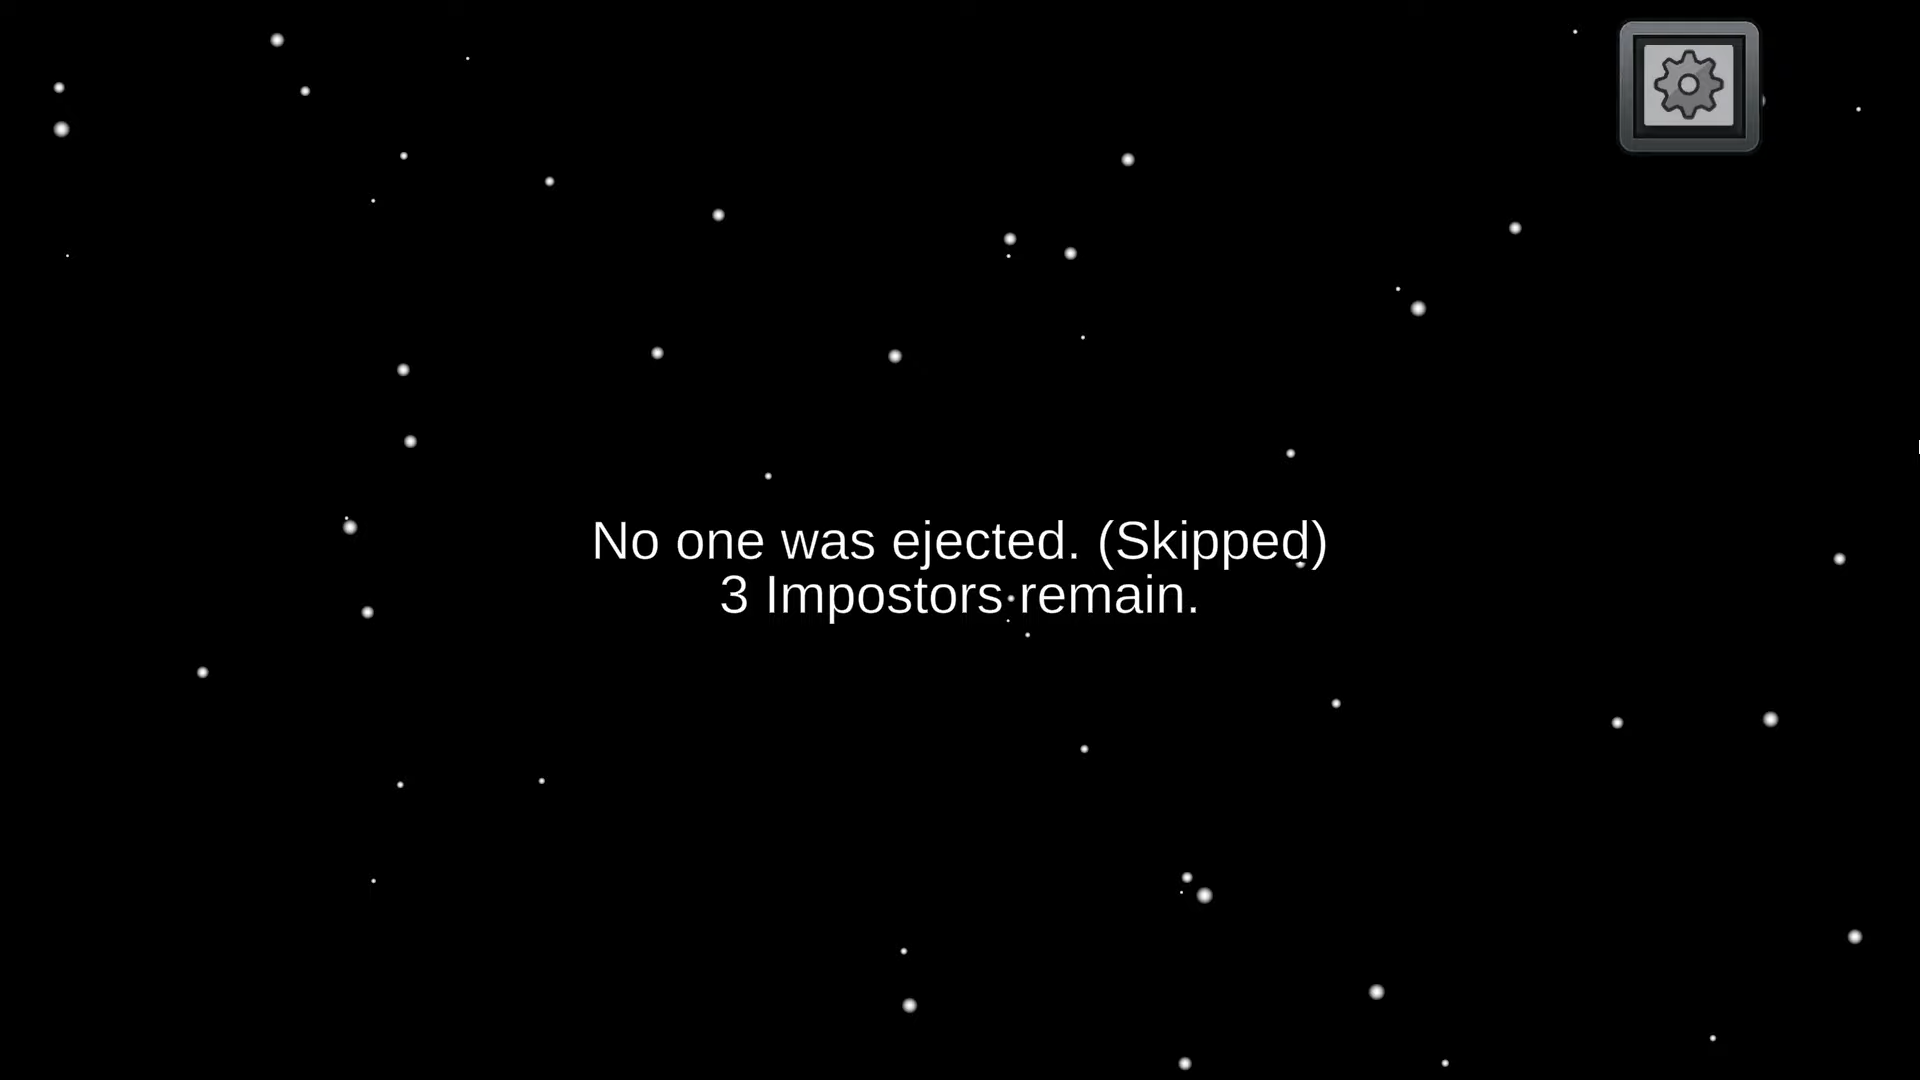 No one was ejected. (Skipped)
3 Impostors remain.